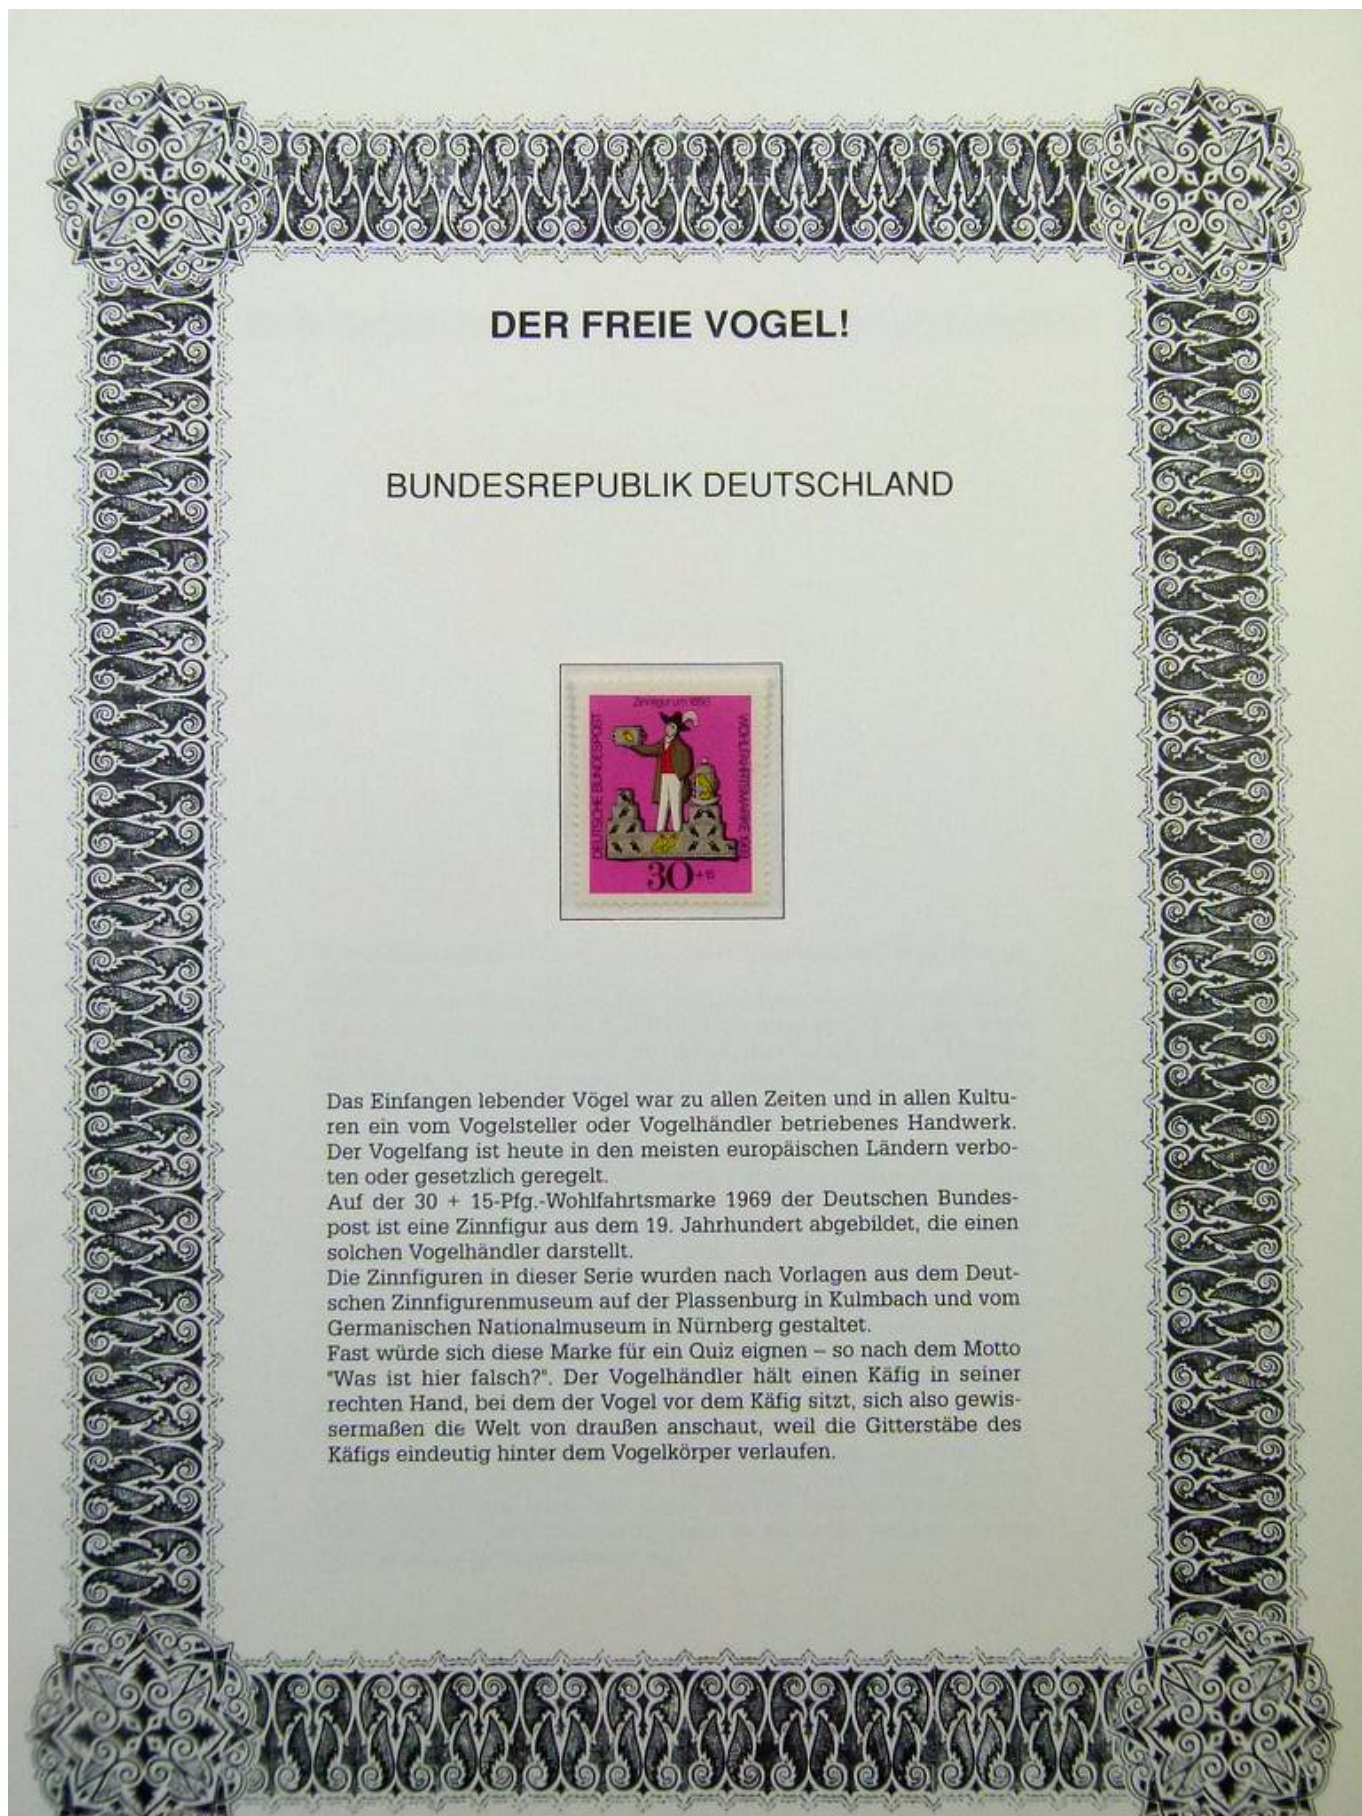 DER FREIE VOGEL!
BUNDESREPUBLIK DEUTSCHLAND
Zinnfigur um 1850
DEUTSCHE BUNDESPOST
WOHLFAHRTSMARKE 1969
30 +15
Das Einfangen lebender Vögel war zu allen Zeiten und in allen Kultu-
ren ein vom Vogelsteller oder Vogelhändler betriebenes Handwerk.
Der Vogelfang ist heute in den meisten europäischen Ländern verbo-
ten oder gesetzlich geregelt.
Auf der 30 + 15-Pfg.-Wohlfahrtsmarke 1969 der Deutschen Bundes-
post ist eine Zinnfigur aus dem 19. Jahrhundert abgebildet, die einen
solchen Vogelhändler darstellt.
Die Zinnfiguren in dieser Serie wurden nach Vorlagen aus dem Deut-
schen Zinnfigurenmuseum auf der Plassenburg in Kulmbach und vom
Germanischen Nationalmuseum in Nürnberg gestaltet.
Fast würde sich diese Marke für ein Quiz eignen – so nach dem Motto
"Was ist hier falsch?". Der Vogelhändler hält einen Käfig in seiner
rechten Hand, bei dem der Vogel vor dem Käfig sitzt, sich also gewis-
sermaßen die Welt von draußen anschaut, weil die Gitterstäbe des
Käfigs eindeutig hinter dem Vogelkörper verlaufen.